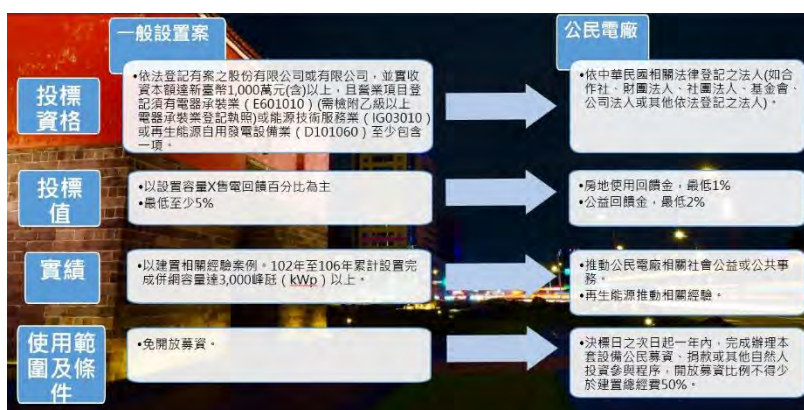 一般設置案
公民電廠
投標
資格
•依法登記有案之股份有限公司或有限公司，並實收
資本額達新臺幣1,000萬元(含)以上，且營業項目登
記須有電器承裝業（E601010）(需檢附乙級以上
電器承裝業登記執照)或能源技術服務業（IG03010）
或再生能源自用發電設備業（D101060）至少包含
一項。
•依中華民國相關法律登記之法人(如合
作社、財團法人、社團法人、基金會、
公司法人或其他依法登記之法人)。
投標
值
•以設置容量X售電回饋百分比為主
•最低至少5%
•房地使用回饋金，最低1%
•公益回饋金，最低2%
實績
•以建置相關經驗案例。102年至106年累計設置完
成併網容量達3,000峰瓩（kWp）以上。
•推動公民電廠相關社會公益或公共事
務。
•再生能源推動相關經驗。
使用範
圍及條
件
•免開放募資。
•決標日之次日起一年內，完成辦理本
套設備公民募資、捐款或其他自然人
投資參與程序，開放募資比例不得少
於建置總經費50%。